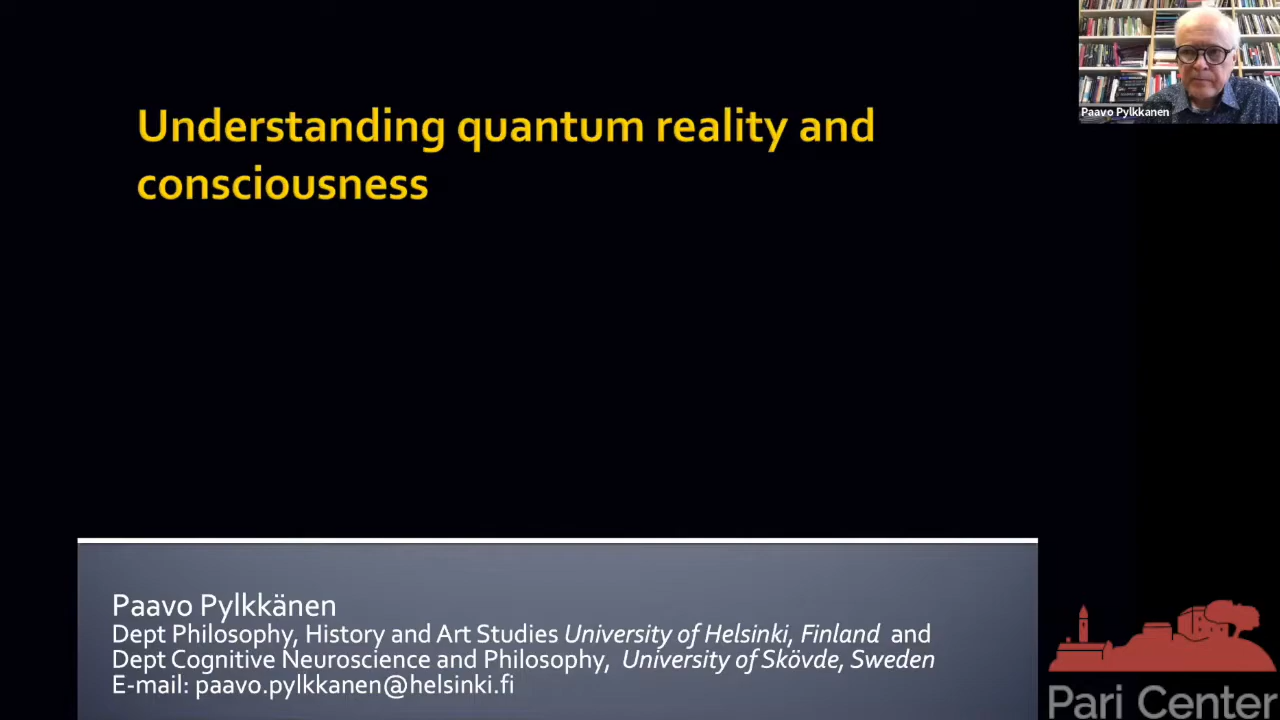 Understanding quantum reality and
consciousness
Paavo Pylkkanen
Paavo Pylkkänen
Dept Philosophy, History and Art Studies University of Helsinki, Finland and
Dept Cognitive Neuroscience and Philosophy, University of Skövde, Sweden
E-mail: paavo.pylkkanen@helsinki.fi
Pari Center